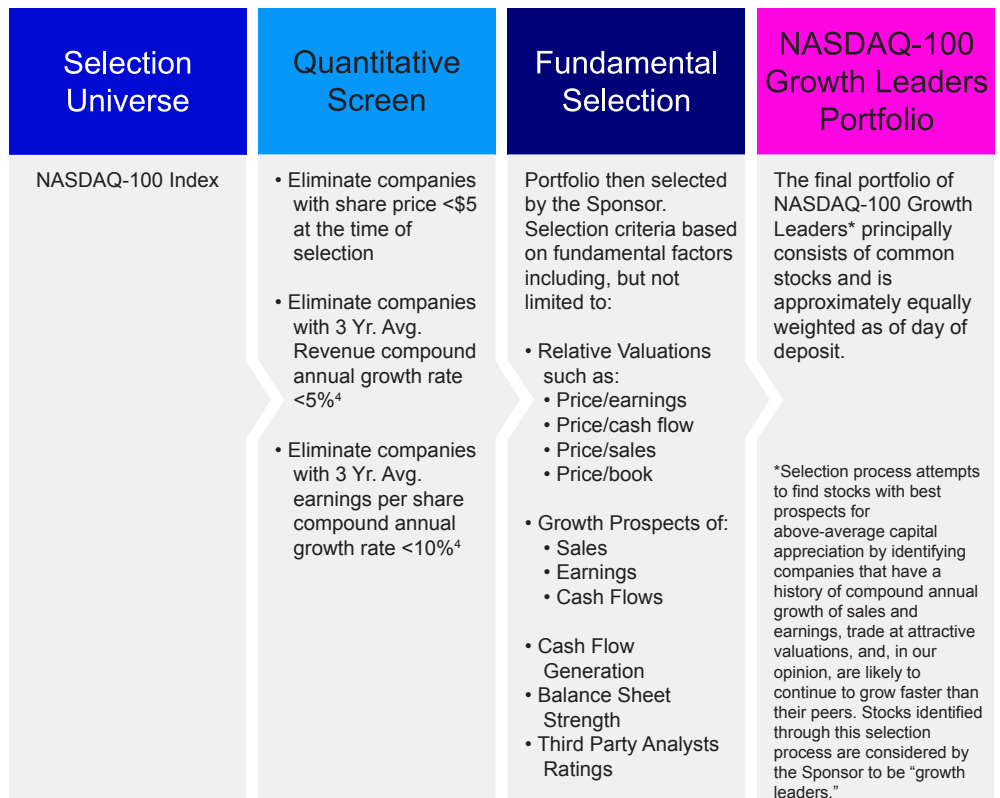 Selection
Universe
NASDAQ-100 Index
Quantitative
Screen
• Eliminate companies
with share price <$5
at the time of
selection
• Eliminate companies
with 3 Yr. Avg.
Revenue compound
annual growth rate
<5%⁴
• Eliminate companies
with 3 Yr. Avg.
earnings per share
compound annual
growth rate <10%⁴
Fundamental
Selection
Portfolio then selected
by the Sponsor.
Selection criteria based
on fundamental factors
including, but not
limited to:
• Relative Valuations
such as:
• Price/earnings
• Price/cash flow
• Price/sales
• Price/book
• Growth Prospects of:
• Sales
• Earnings
• Cash Flows
• Cash Flow
Generation
• Balance Sheet
Strength
• Third Party Analysts
Ratings
NASDAQ-100
Growth Leaders
Portfolio
The final portfolio of
NASDAQ-100 Growth
Leaders* principally
consists of common
stocks and is
approximately equally
weighted as of day of
deposit.
*Selection process attempts
to find stocks with best
prospects for
above-average capital
appreciation by identifying
companies that have a
history of compound annual
growth of sales and
earnings, trade at attractive
valuations, and, in our
opinion, are likely to
continue to grow faster than
their peers. Stocks identified
through this selection
process are considered by
the Sponsor to be “growth
leaders.”